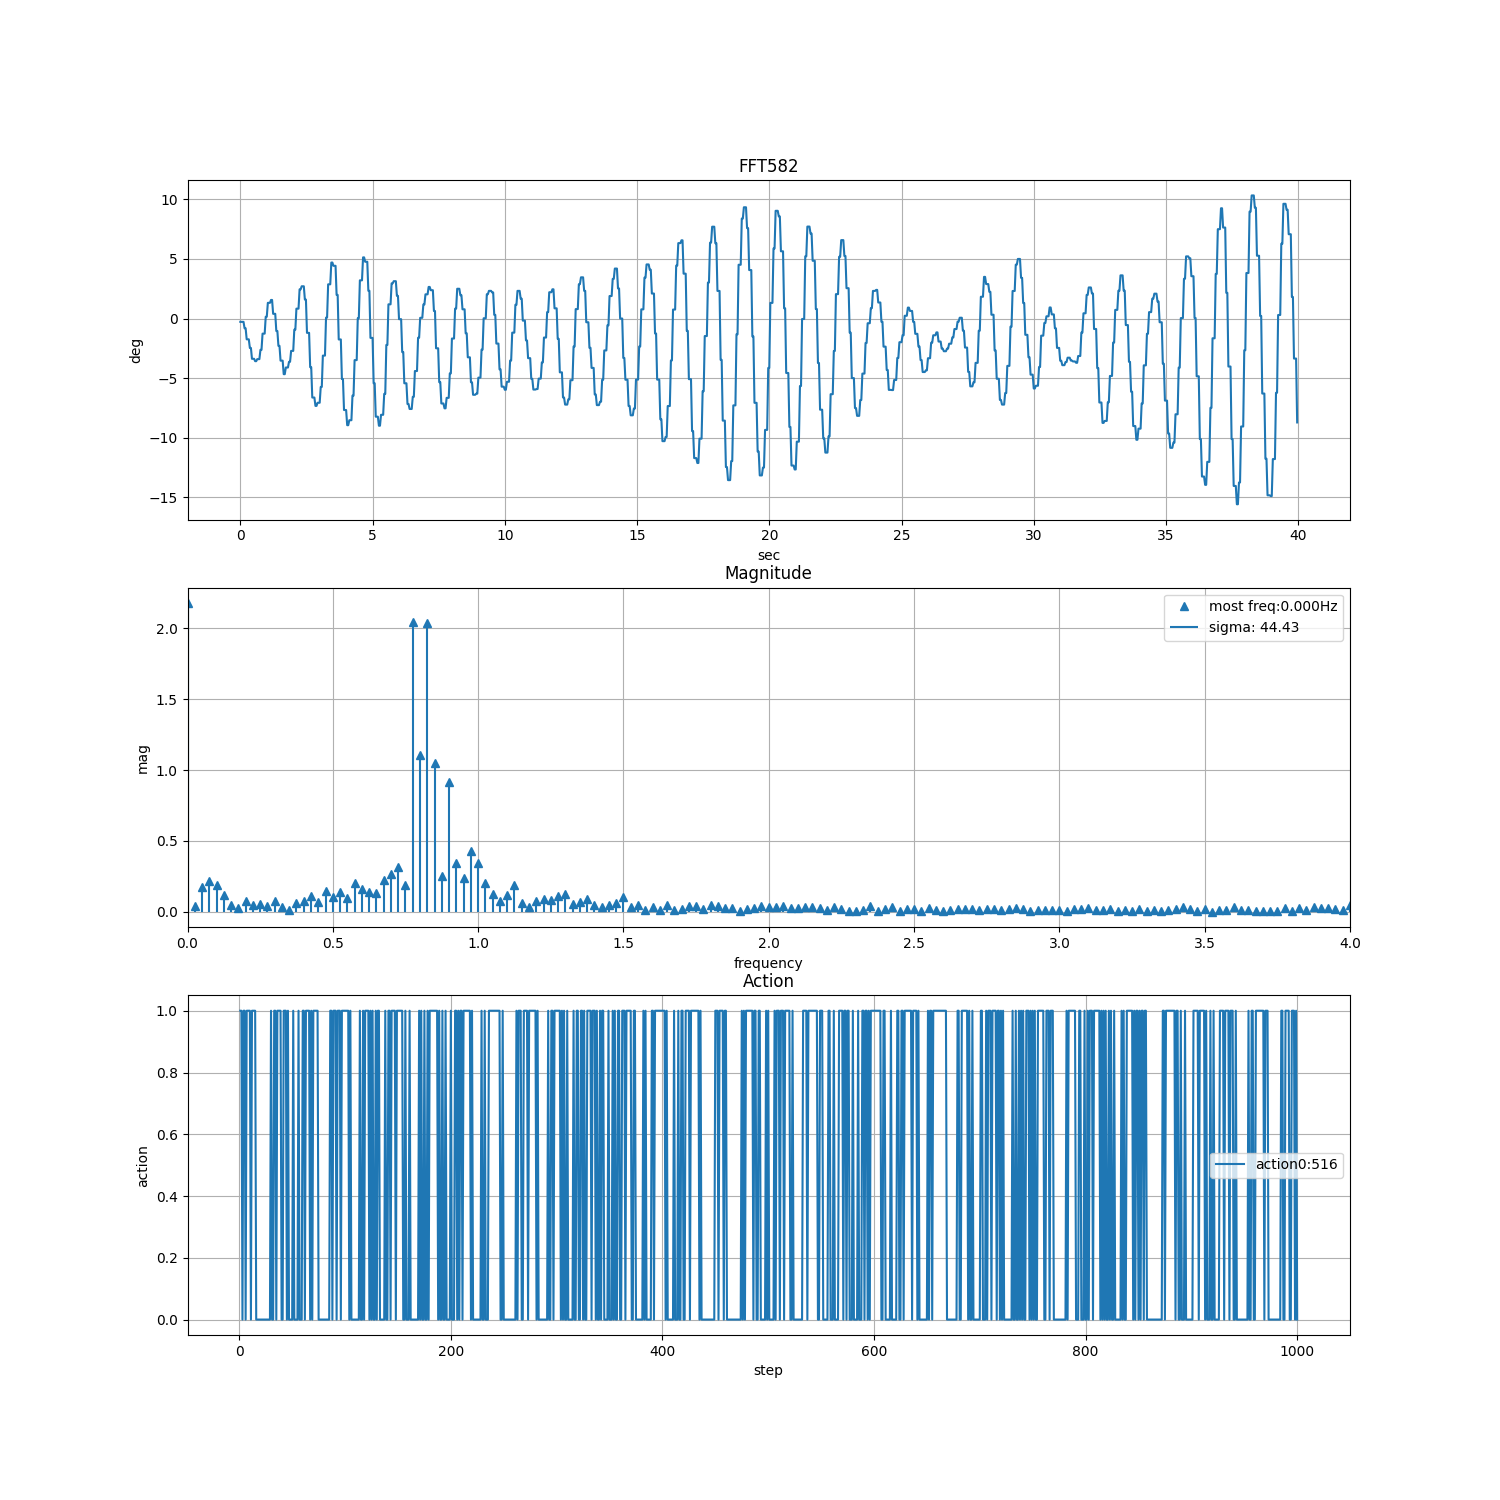 FFT582
10
5
0
−5
−10
−15
deg
0 5 10 15 20 25 30 35 40
sec
Magnitude
most freq:0.000Hz
sigma: 44.43
2.0
1.5
1.0
0.5
0.0
mag
0.0 0.5 1.0 1.5 2.0 2.5 3.0 3.5 4.0
frequency
Action
1.0
0.8
0.6
0.4
0.2
0.0
action
action0:516
0 200 400 600 800 1000
step